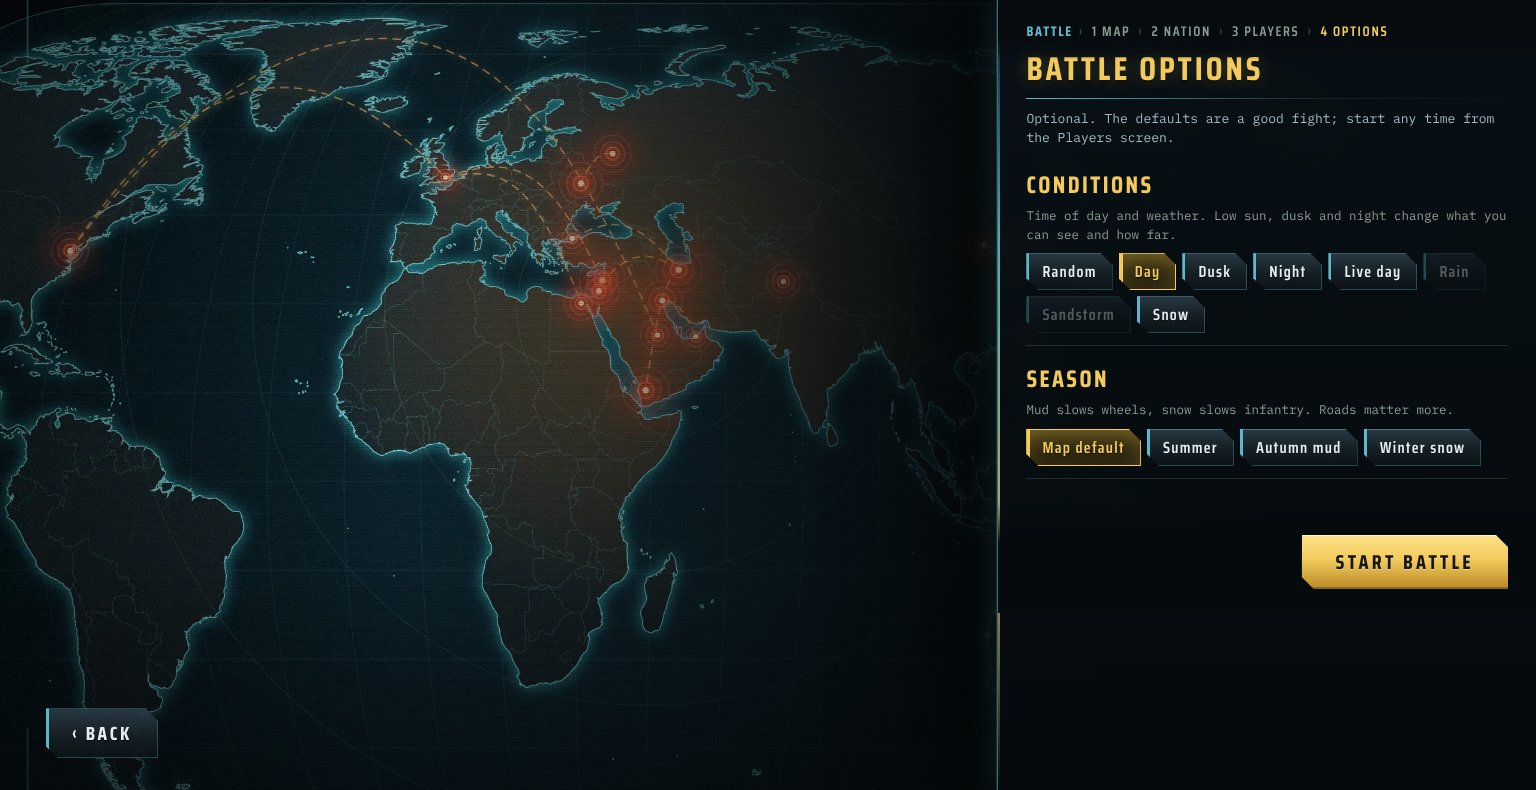 BATTLE › 1 MAP › 2 NATION › 3 PLAYERS › 4 OPTIONS
BATTLE OPTIONS
Optional. The defaults are a good fight; start any time from
the Players screen.
CONDITIONS
Time of day and weather. Low sun, dusk and night change what you
can see and how far.
Random Day Dusk Night Live day Rain
Sandstorm Snow
SEASON
Mud slows wheels, snow slows infantry. Roads matter more.
Map default Summer Autumn mud Winter snow
START BATTLE
‹ BACK